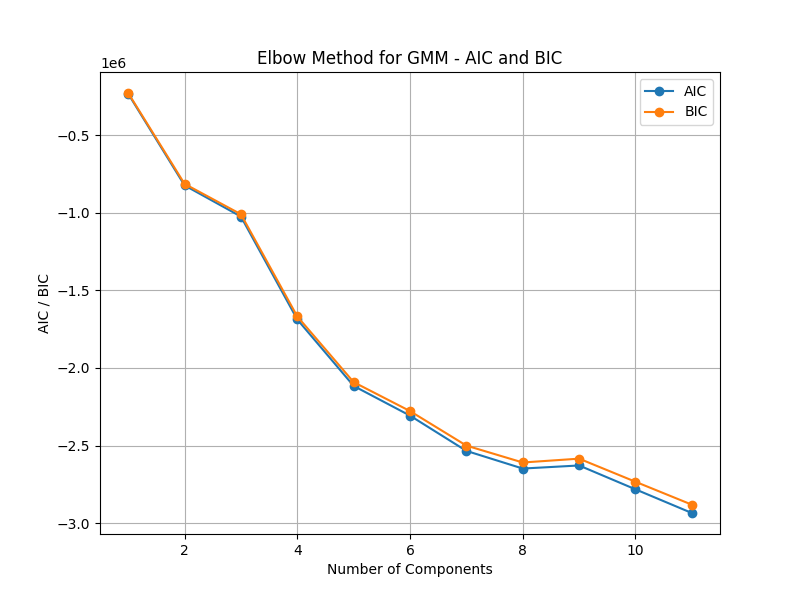 Elbow Method for GMM - AIC and BIC
1e6
AIC
BIC
−0.5
−1.0
−1.5
−2.0
−2.5
−3.0
AIC / BIC
2 4 6 8 10
Number of Components